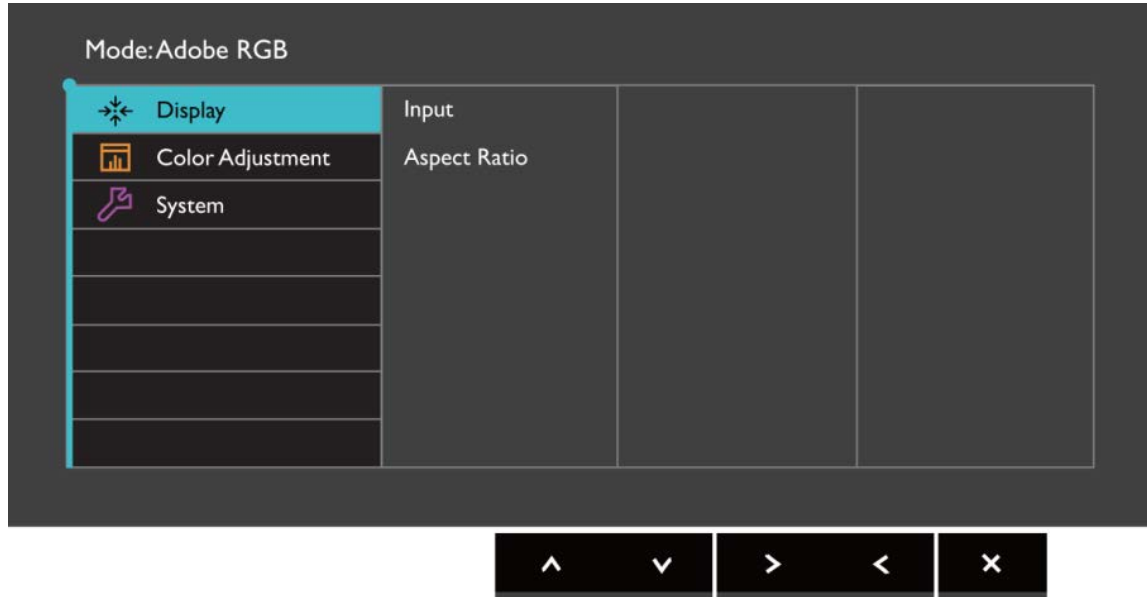 Mode:Adobe RGB
Display
Input
Color Adjustment
Aspect Ratio
System